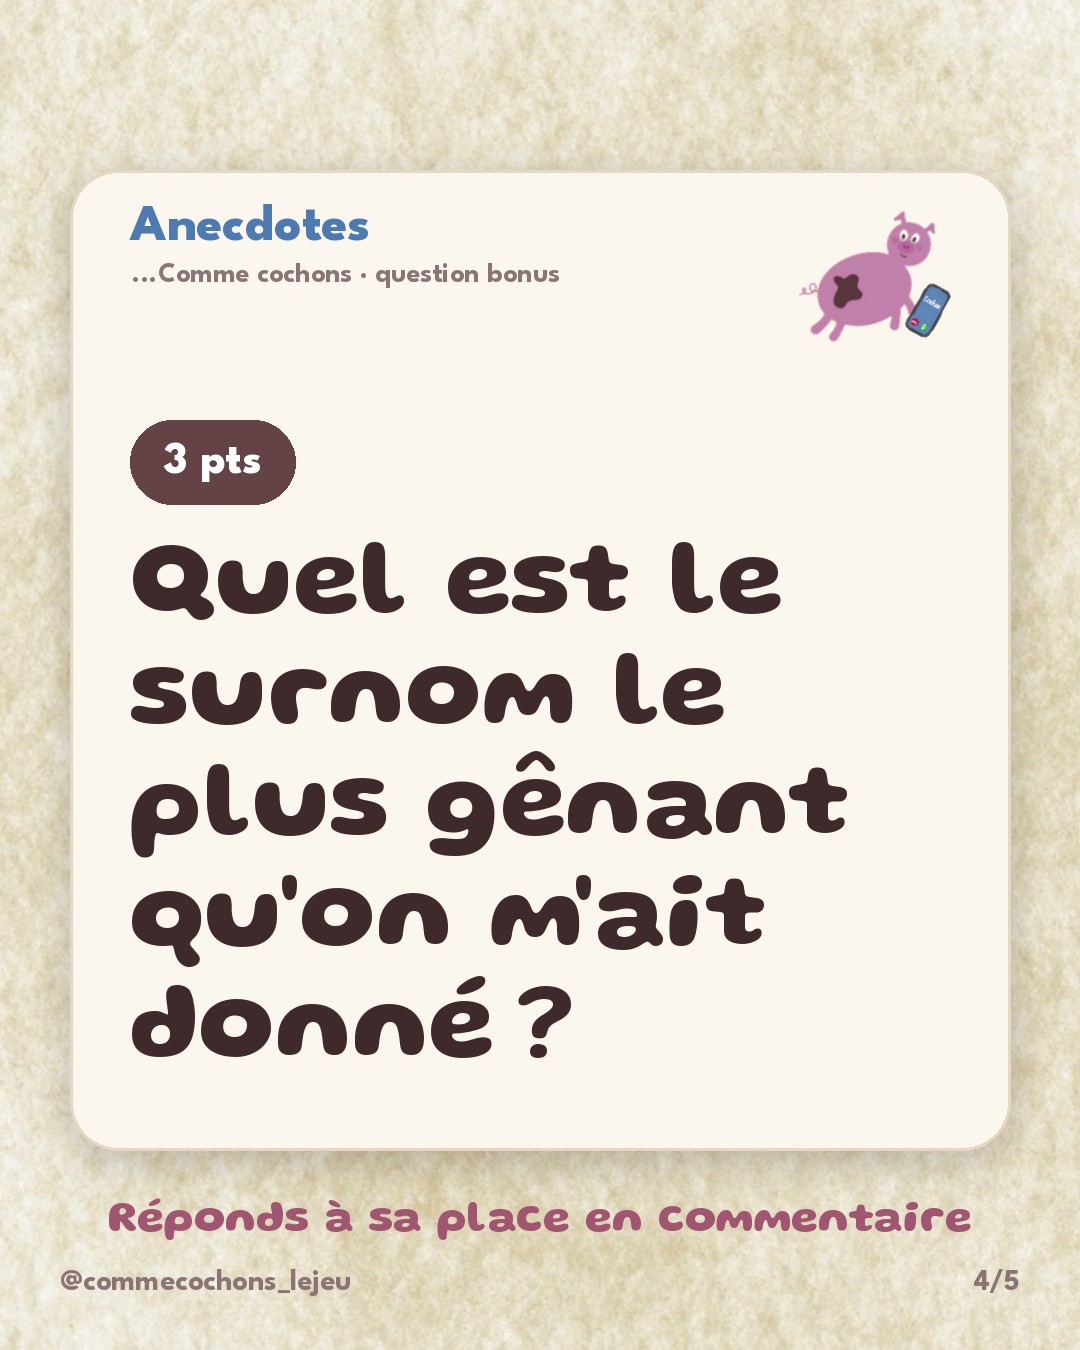 Anecdotes
...Comme cochons · question bonus
3 pts
Quel est le
surnom le
plus gênant
qu'on m'ait
donné ?
Réponds à sa place en commentaire
@commecochons_lejeu
4/5